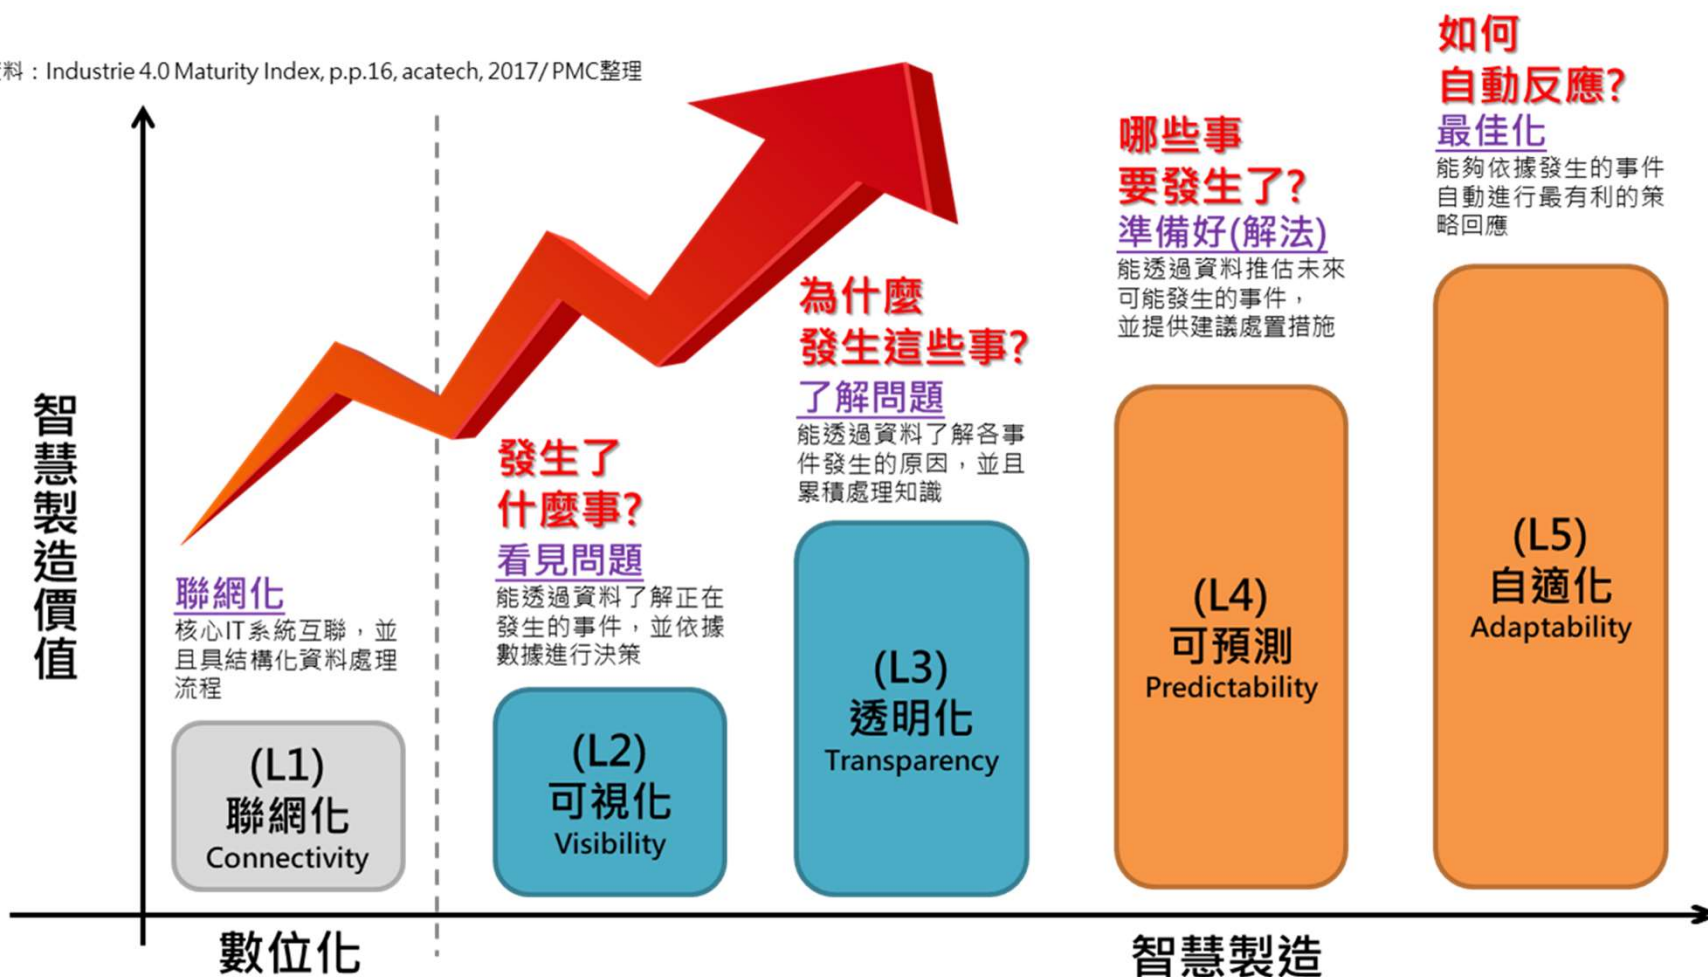 料：Industrie 4.0 Maturity Index, p.p.16, acatech, 2017/ PMC整理
智慧製造價值
聯網化
核心IT系統互聯，並
且具結構化資料處理
流程
(L1)
聯網化
Connectivity
發生了
什麼事?
看見問題
能透過資料了解正在
發生的事件，並依據
數據進行決策
(L2)
可視化
Visibility
為什麼
發生這些事?
了解問題
能透過資料了解各事
件發生的原因，並且
累積處理知識
(L3)
透明化
Transparency
哪些事
要發生了?
準備好(解法)
能透過資料推估未來
可能發生的事件，
並提供建議處置措施
(L4)
可預測
Predictability
如何
自動反應?
最佳化
能夠依據發生的事件
自動進行最有利的策
略回應
(L5)
自適化
Adaptability
數位化
智慧製造